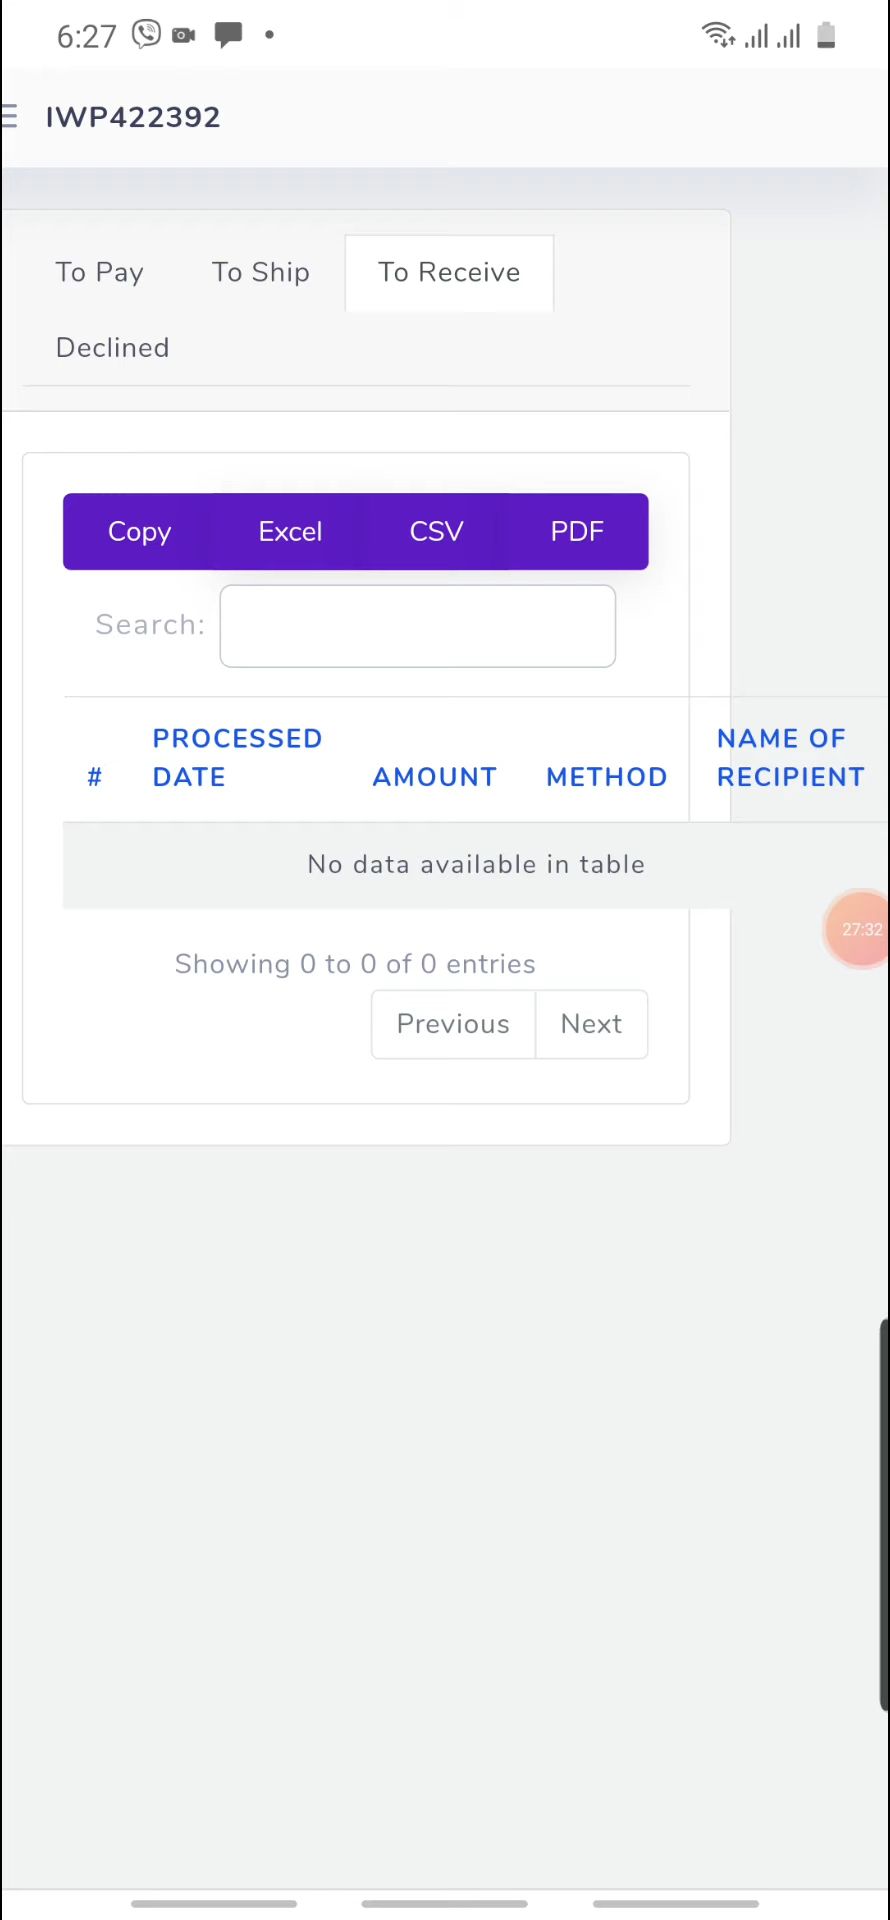 6:27
IWP422392
To Pay To Ship To Receive
Declined
Copy Excel CSV PDF
Search:
# PROCESSED DATE AMOUNT METHOD NAME OF RECIPIENT
No data available in table
27:32
Showing 0 to 0 of 0 entries
Previous Next